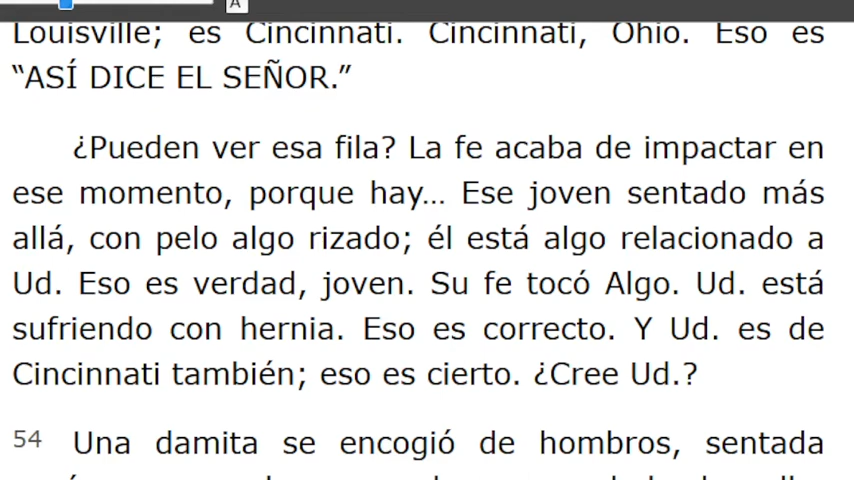 A
Louisville; es Cincinnati. Cincinnati, Ohio. Eso es
“ASÍ DICE EL SEÑOR.”
¿Pueden ver esa fila? La fe acaba de impactar en
ese momento, porque hay… Ese joven sentado más
allá, con pelo algo rizado; él está algo relacionado a
Ud. Eso es verdad, joven. Su fe tocó Algo. Ud. está
sufriendo con hernia. Eso es correcto. Y Ud. es de
Cincinnati también; eso es cierto. ¿Cree Ud.?
54 Una damita se encogió de hombros, sentada